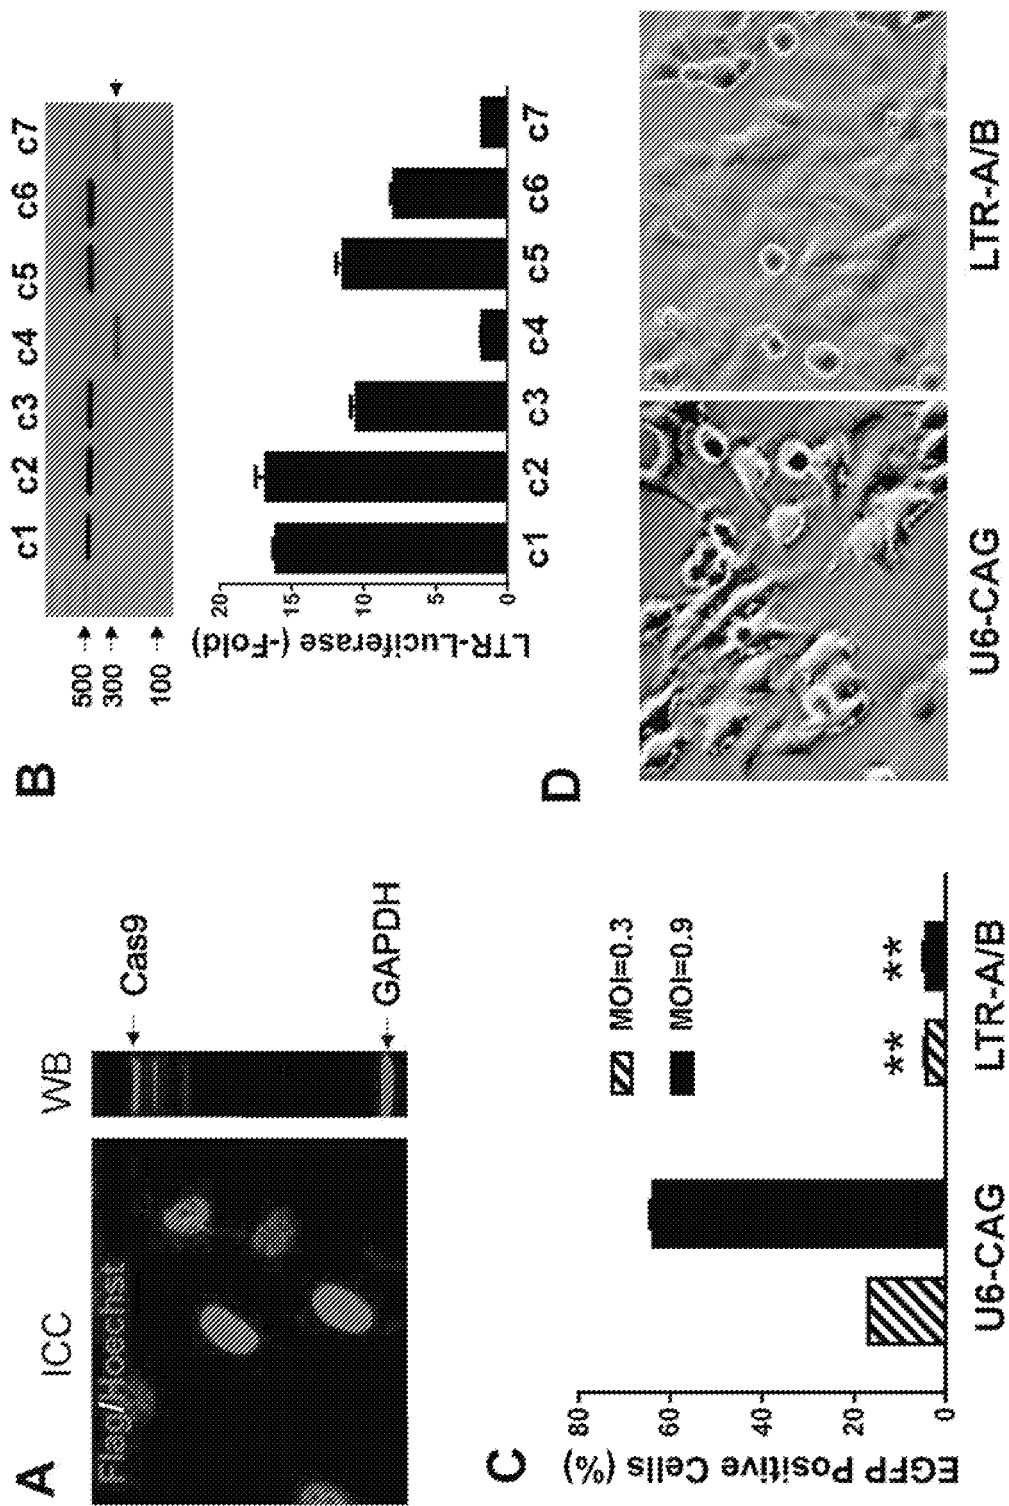 A
ICC
WB
Flag/Hoechst
Cas9
GAPDH
B
c1 c2 c3 c4 c5 c6 c7
500
300
100
LTR-Luciferase (-Fold)
20
15
10
5
0
c1 c2 c3 c4 c5 c6 c7
C
EGFP Positive Cells (%)
80
60
40
20
0
MOI=0.3
MOI=0.9
** **
U6-CAG LTR-A/B
D
U6-CAG LTR-A/B